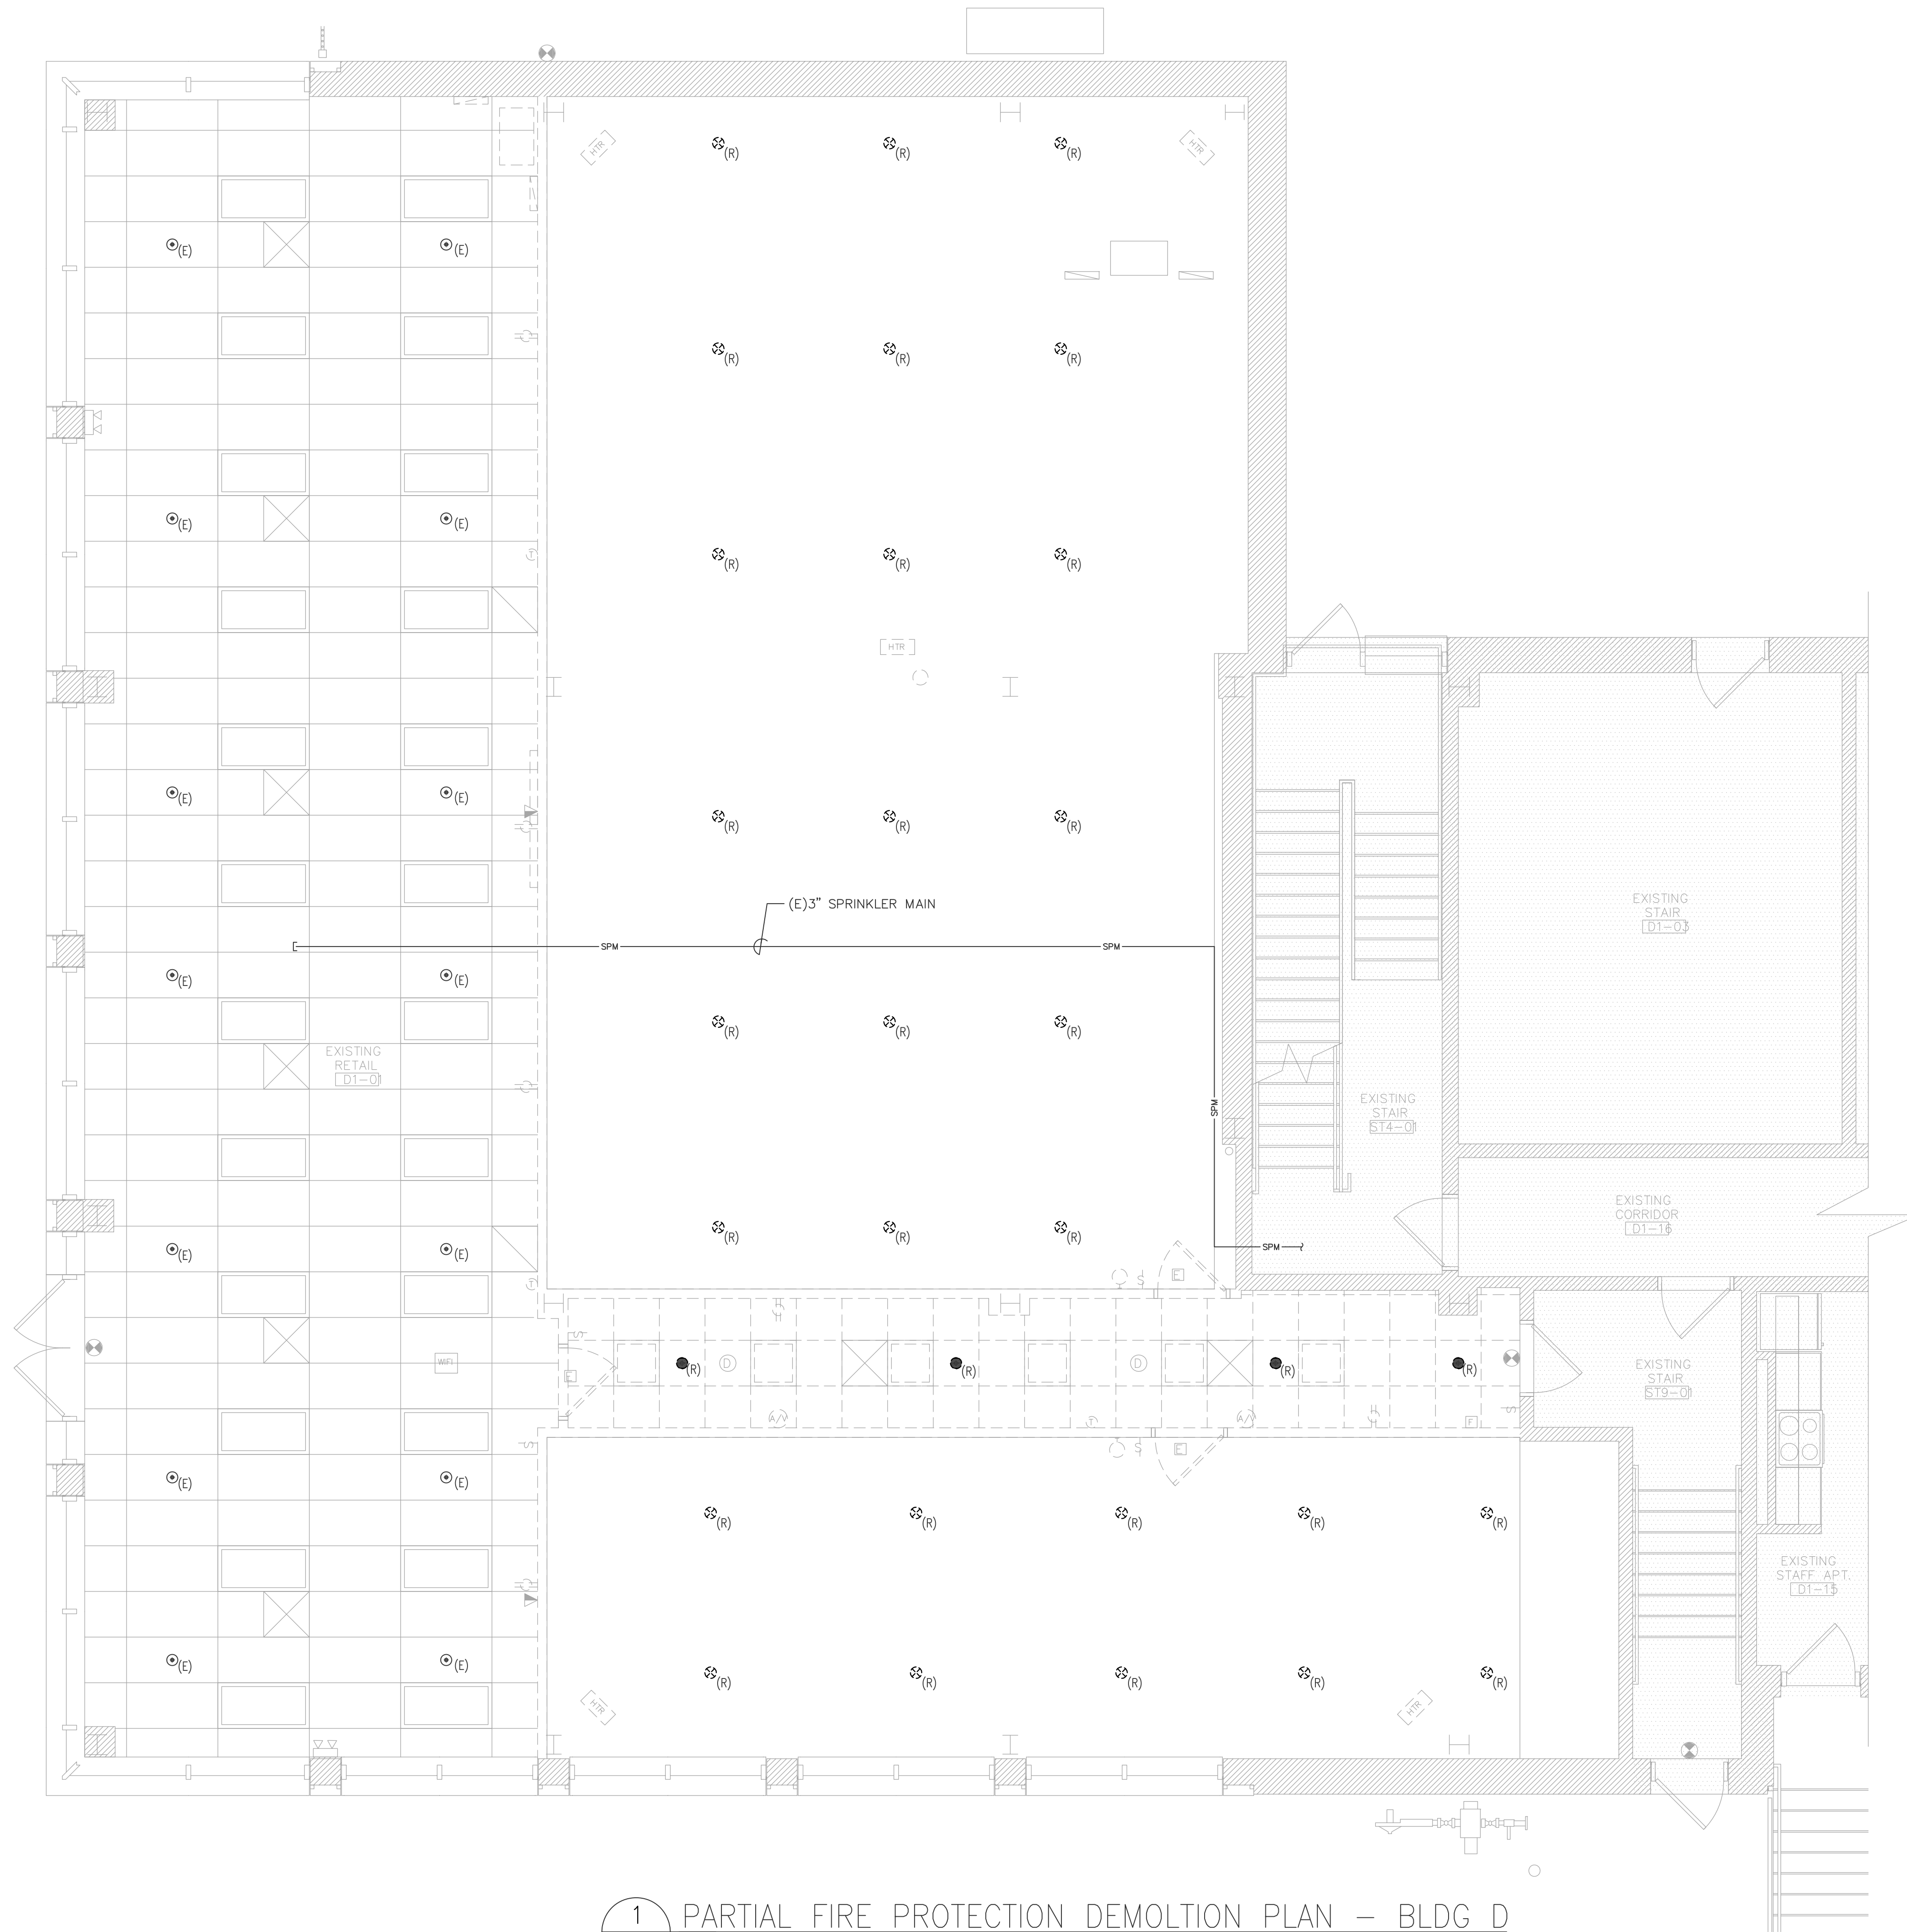 HTR
HTR
(R) (R) (R)
(E) (E)
(R) (R) (R)
(E) (E)
T
(R) (R) (R)
HTR
(E) (E)
(R) (R) (R)
EXISTING
STAIR
D1-03
(E)3" SPRINKLER MAIN
SPM SPM
(E) (E)
(R) (R) (R)
EXISTING
RETAIL
D1-01
SPM
EXISTING
STAIR
ST4-01
EXISTING
CORRIDOR
D1-16
(R) (R) (R)
(E) (E)
SPM
T
S E
S
WIFI
E
D D
(R) (R) (R) (R)
EXISTING
STAIR
ST9-01
A/V T A/V F S
S
S E
(E) (E)
(R) (R) (R) (R) (R)
EXISTING
STAFF APT.
D1-15
(E) (E)
(R) (R) (R) (R) (R)
HTR HTR
1 PARTIAL FIRE PROTECTION DEMOLTION PLAN - BLDG D